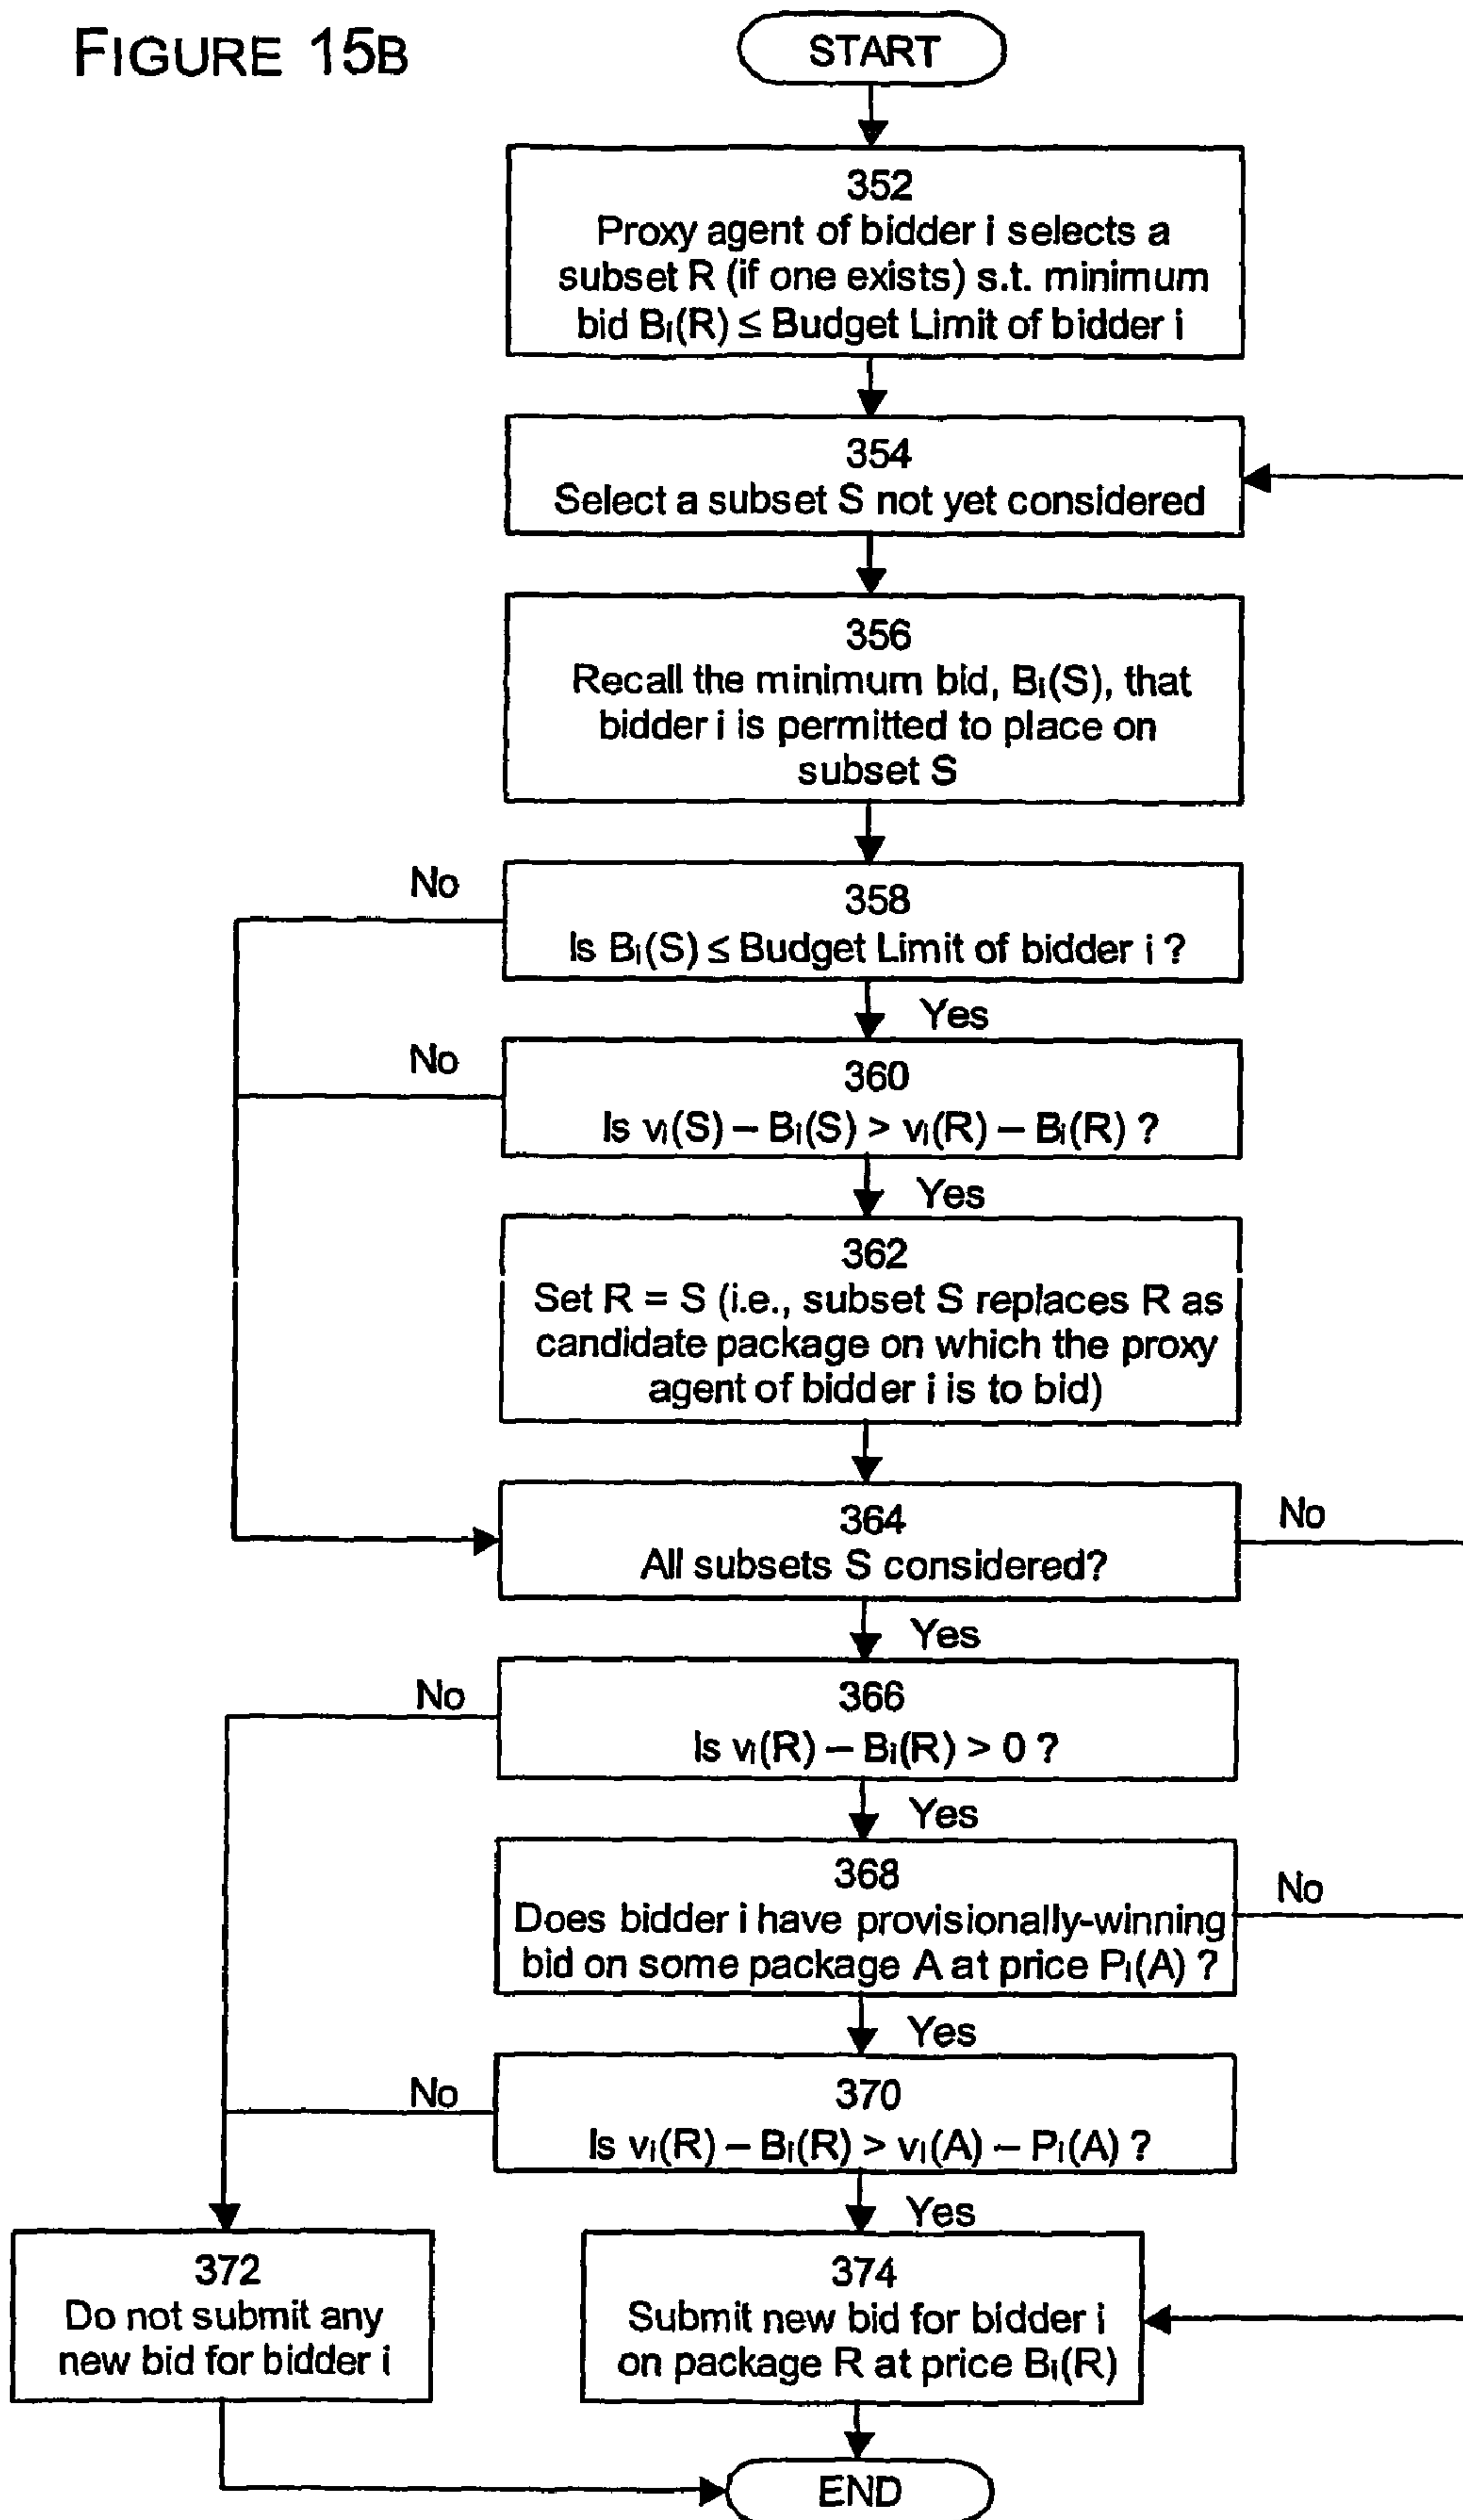 FIGURE 15B
START
352
Proxy agent of bidder i selects a
subset R (if one exists) s.t. minimum
bid Bi(R) ≤ Budget Limit of bidder i
354
Select a subset S not yet considered
356
Recall the minimum bid, Bi(S), that
bidder i is permitted to place on
subset S
No
358
Is Bi(S) ≤ Budget Limit of bidder i ?
Yes
No
360
Is vi(S) – Bi(S) > vi(R) – Bi(R) ?
Yes
362
Set R = S (i.e., subset S replaces R as
candidate package on which the proxy
agent of bidder i is to bid)
364
All subsets S considered?
No
Yes
No
366
Is vi(R) – Bi(R) > 0 ?
Yes
368
Does bidder i have provisionally-winning
bid on some package A at price Pi(A) ?
No
Yes
No
370
Is vi(R) – Bi(R) > vi(A) – Pi(A) ?
Yes
372
Do not submit any
new bid for bidder i
374
Submit new bid for bidder i
on package R at price Bi(R)
END